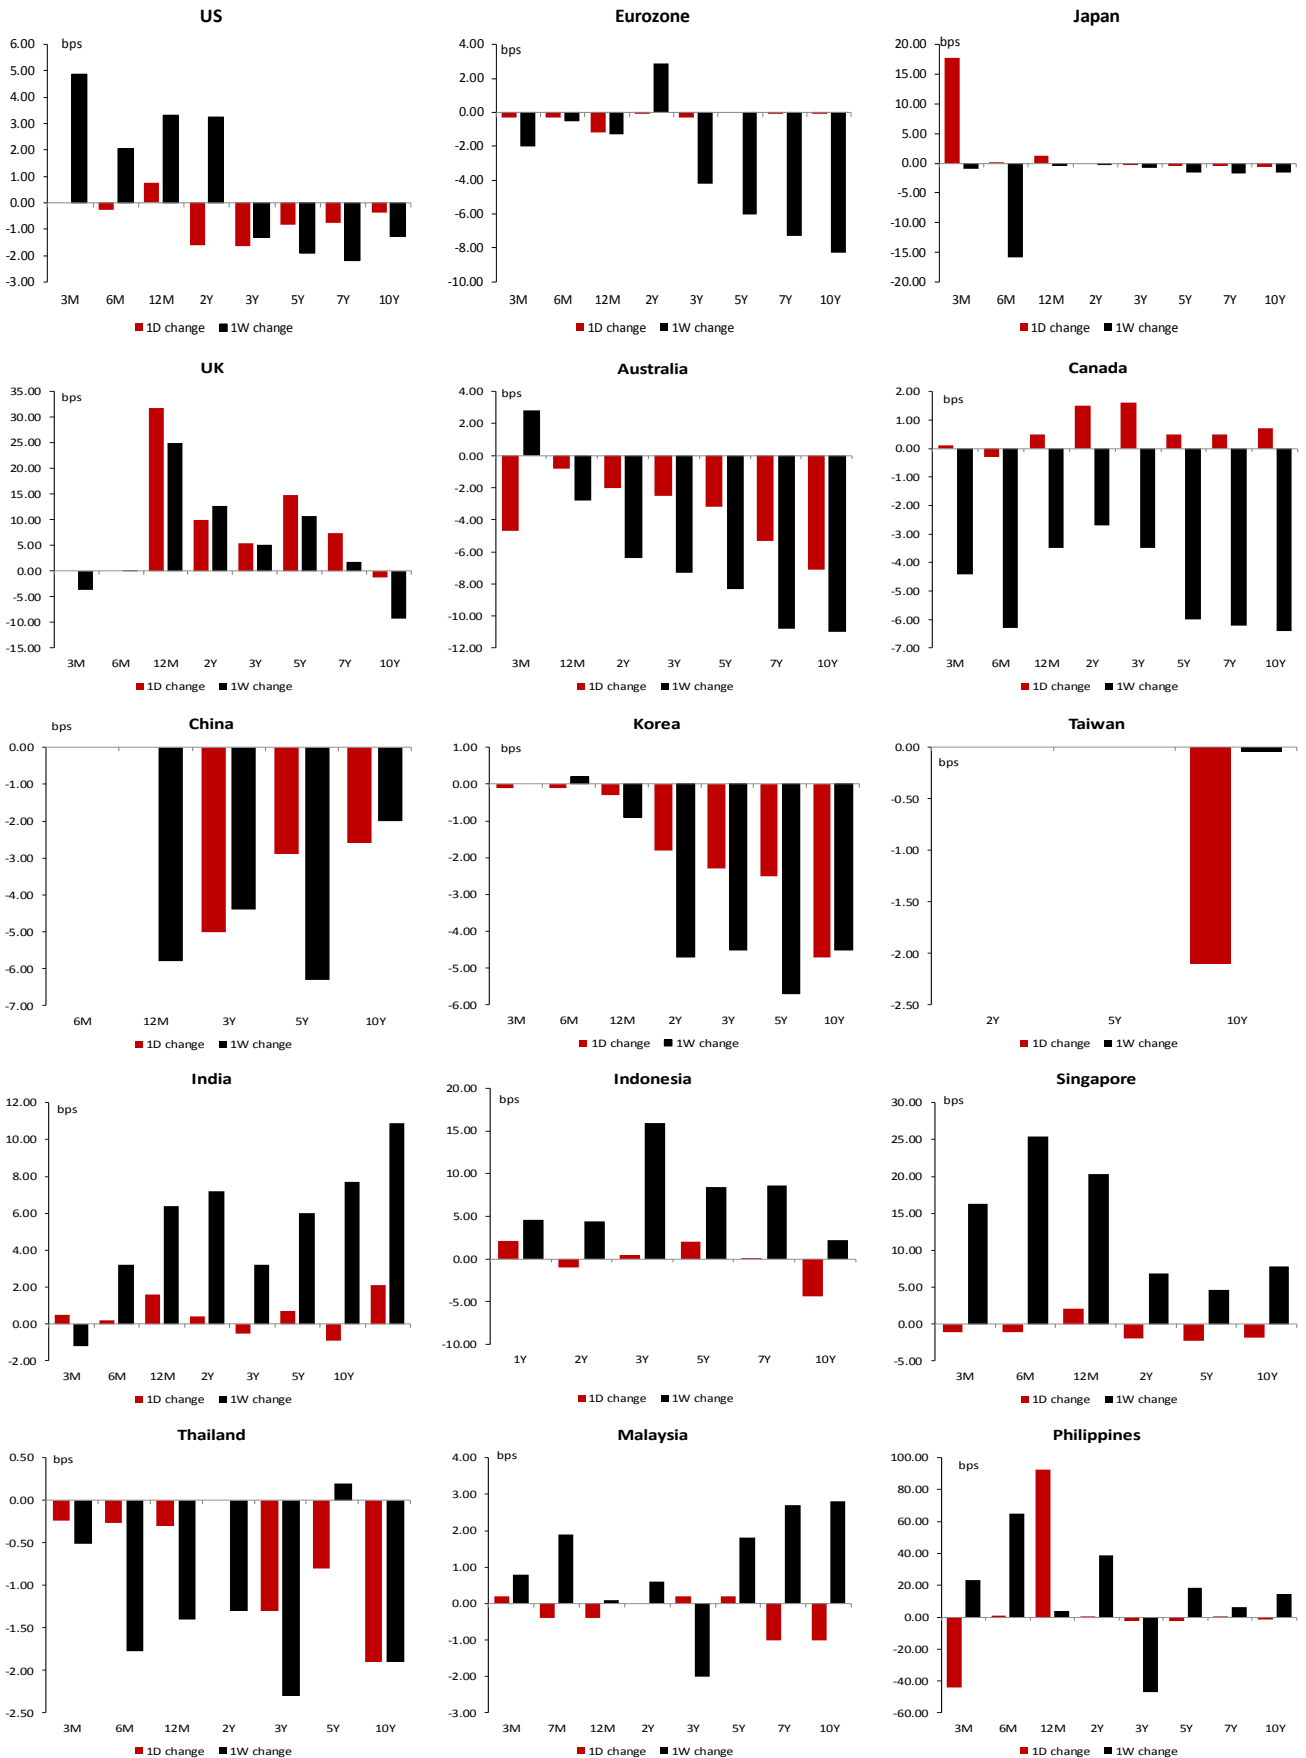 US
bps
6.00
5.00
4.00
3.00
2.00
1.00
0.00
-1.00
-2.00
-3.00
3M 6M 12M 2Y 3Y 5Y 7Y 10Y
1D change 1W change
Eurozone
bps
4.00
2.00
0.00
-2.00
-4.00
-6.00
-8.00
-10.00
3M 6M 12M 2Y 3Y 5Y 7Y 10Y
1D change 1W change
Japan
bps
20.00
15.00
10.00
5.00
0.00
-5.00
-10.00
-15.00
-20.00
3M 6M 12M 2Y 3Y 5Y 7Y 10Y
1D change 1W change
UK
bps
35.00
30.00
25.00
20.00
15.00
10.00
5.00
0.00
-5.00
-10.00
-15.00
3M 6M 12M 2Y 3Y 5Y 7Y 10Y
1D change 1W change
Australia
bps
4.00
2.00
0.00
-2.00
-4.00
-6.00
-8.00
-10.00
-12.00
3M 12M 2Y 3Y 5Y 7Y 10Y
1D change 1W change
Canada
bps
2.00
1.00
0.00
-1.00
-2.00
-3.00
-4.00
-5.00
-6.00
-7.00
3M 6M 12M 2Y 3Y 5Y 7Y 10Y
1D change 1W change
China
bps
0.00
-1.00
-2.00
-3.00
-4.00
-5.00
-6.00
-7.00
6M 12M 3Y 5Y 10Y
1D change 1W change
Korea
bps
1.00
0.00
-1.00
-2.00
-3.00
-4.00
-5.00
-6.00
3M 6M 12M 2Y 3Y 5Y 10Y
1D change 1W change
Taiwan
0.00
bps
-0.50
-1.00
-1.50
-2.00
-2.50
2Y 5Y 10Y
1D change 1W change
India
bps
12.00
10.00
8.00
6.00
4.00
2.00
0.00
-2.00
3M 6M 12M 2Y 3Y 5Y 10Y
1D change 1W change
Indonesia
bps
20.00
15.00
10.00
5.00
0.00
-5.00
-10.00
1Y 2Y 3Y 5Y 7Y 10Y
1D change 1W change
Singapore
bps
30.00
25.00
20.00
15.00
10.00
5.00
0.00
-5.00
3M 6M 12M 2Y 5Y 10Y
1D change 1W change
Thailand
bps
0.50
0.00
-0.50
-1.00
-1.50
-2.00
-2.50
3M 6M 12M 2Y 3Y 5Y 10Y
1D change 1W change
Malaysia
bps
4.00
3.00
2.00
1.00
0.00
-1.00
-2.00
-3.00
3M 7M 12M 2Y 3Y 5Y 7Y 10Y
1D change 1W change
Philippines
bps
100.00
80.00
60.00
40.00
20.00
0.00
-20.00
-40.00
-60.00
3M 6M 12M 2Y 3Y 5Y 7Y 10Y
1D change 1W change